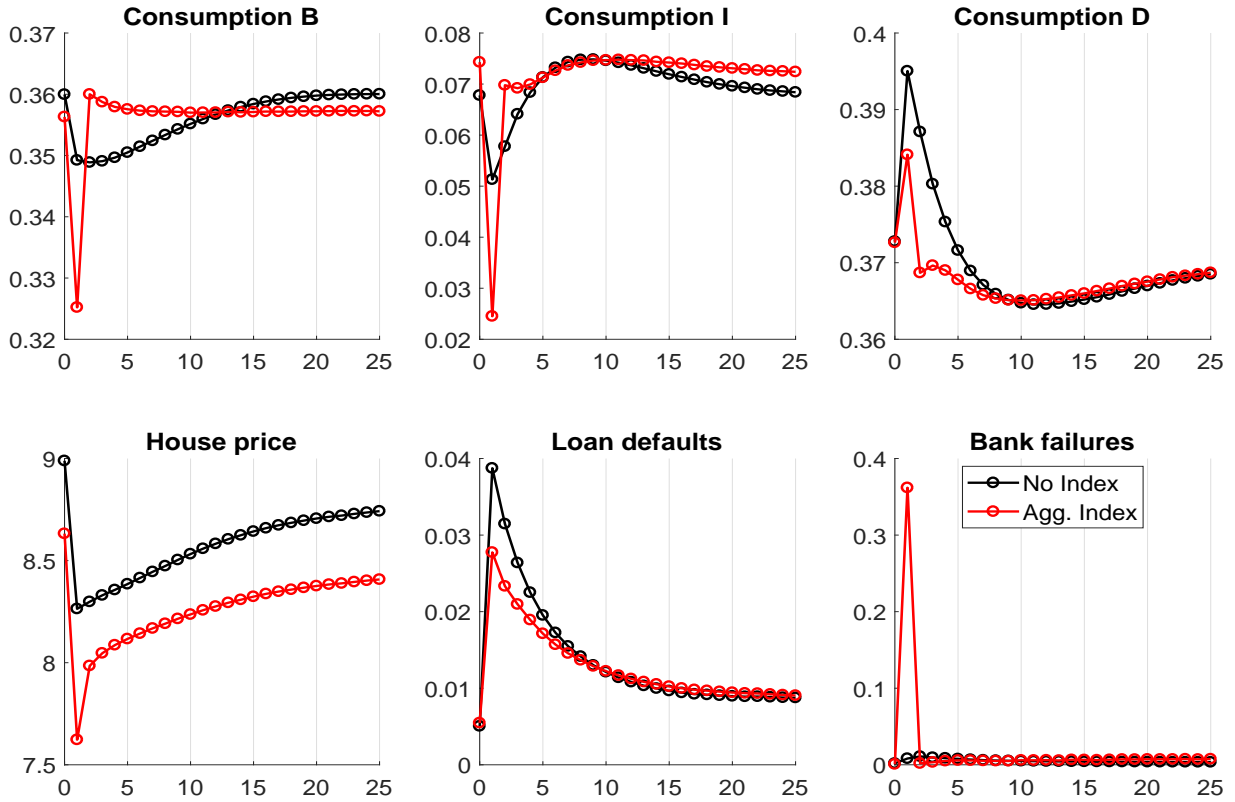 Consumption B
0.37
0.36
0.35
0.34
0.33
0.32
0 5 10 15 20 25
Consumption I
0.08
0.07
0.06
0.05
0.04
0.03
0.02
0 5 10 15 20 25
Consumption D
0.4
0.39
0.38
0.37
0.36
0 5 10 15 20 25
House price
9
8.5
8
7.5
0 5 10 15 20 25
Loan defaults
0.04
0.03
0.02
0.01
0
0 5 10 15 20 25
Bank failures
0.4
0.3
0.2
0.1
0
0 5 10 15 20 25
No Index
Agg. Index